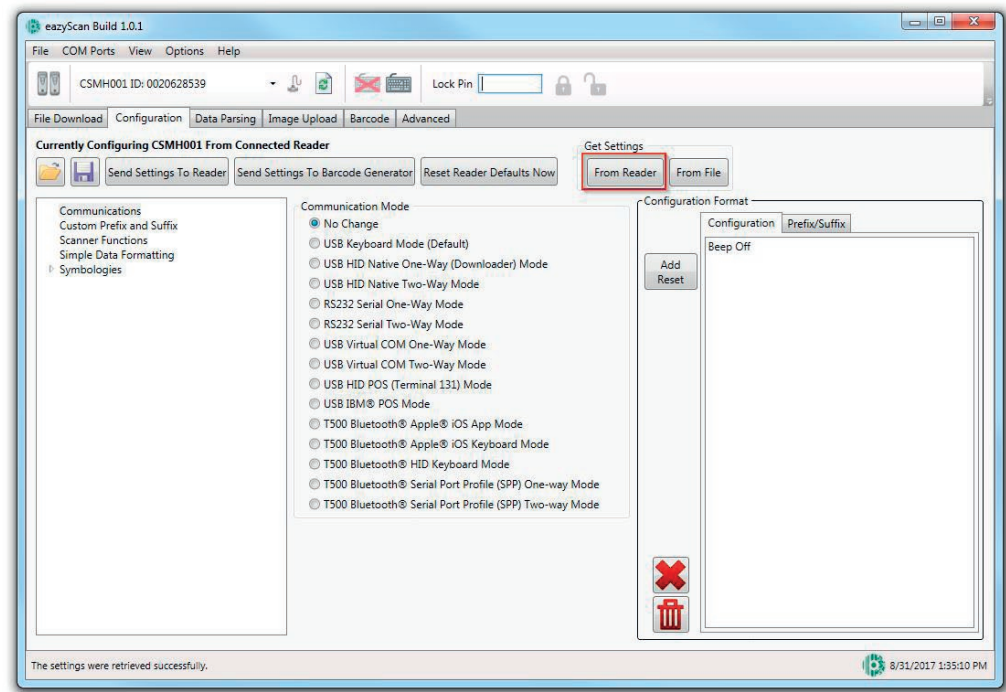 eazyScan Build 1.0.1
File COM Ports View Options Help
CSMH001 ID: 0020628539 Lock Pin
File Download Configuration Data Parsing Image Upload Barcode Advanced
Currently Configuring CSMH001 From Connected Reader
Get Settings
Send Settings To Reader Send Settings To Barcode Generator Reset Reader Defaults Now From Reader From File
Communications
Custom Prefix and Suffix
Scanner Functions
Simple Data Formatting
Symbologies
Communication Mode
No Change
USB Keyboard Mode (Default)
USB HID Native One-Way (Downloader) Mode
USB HID Native Two-Way Mode
RS232 Serial One-Way Mode
RS232 Serial Two-Way Mode
USB Virtual COM One-Way Mode
USB Virtual COM Two-Way Mode
USB HID POS (Terminal 131) Mode
USB IBM® POS Mode
T500 Bluetooth® Apple® iOS App Mode
T500 Bluetooth® Apple® iOS Keyboard Mode
T500 Bluetooth® HID Keyboard Mode
T500 Bluetooth® Serial Port Profile (SPP) One-way Mode
T500 Bluetooth® Serial Port Profile (SPP) Two-way Mode
Configuration Format
Configuration Prefix/Suffix
Beep Off
Add
Reset
The settings were retrieved successfully.
8/31/2017 1:35:10 PM